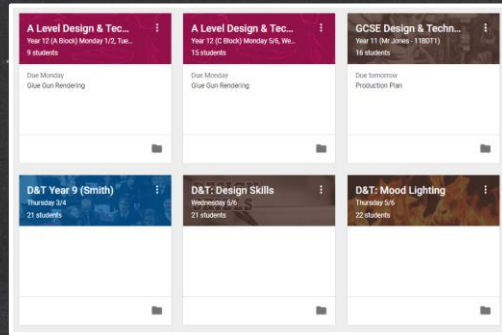 A Level Design & Tec...
Year 12 (A Block) Monday 1/2, Tue...
9 students
Due Monday
Glue Gun Rendering
A Level Design & Tec...
Year 12 (C Block) Monday 5/6, We...
15 students
Due Monday
Glue Gun Rendering
GCSE Design & Techn...
Year 11 (Mr Jones - 11BDT1)
16 students
Due tomorrow
Production Plan
D&T Year 9 (Smith)
Thursday 3/4
21 students
D&T: Design Skills
Wednesday 5/6
21 students
D&T: Mood Lighting
Thursday 5/6
22 students